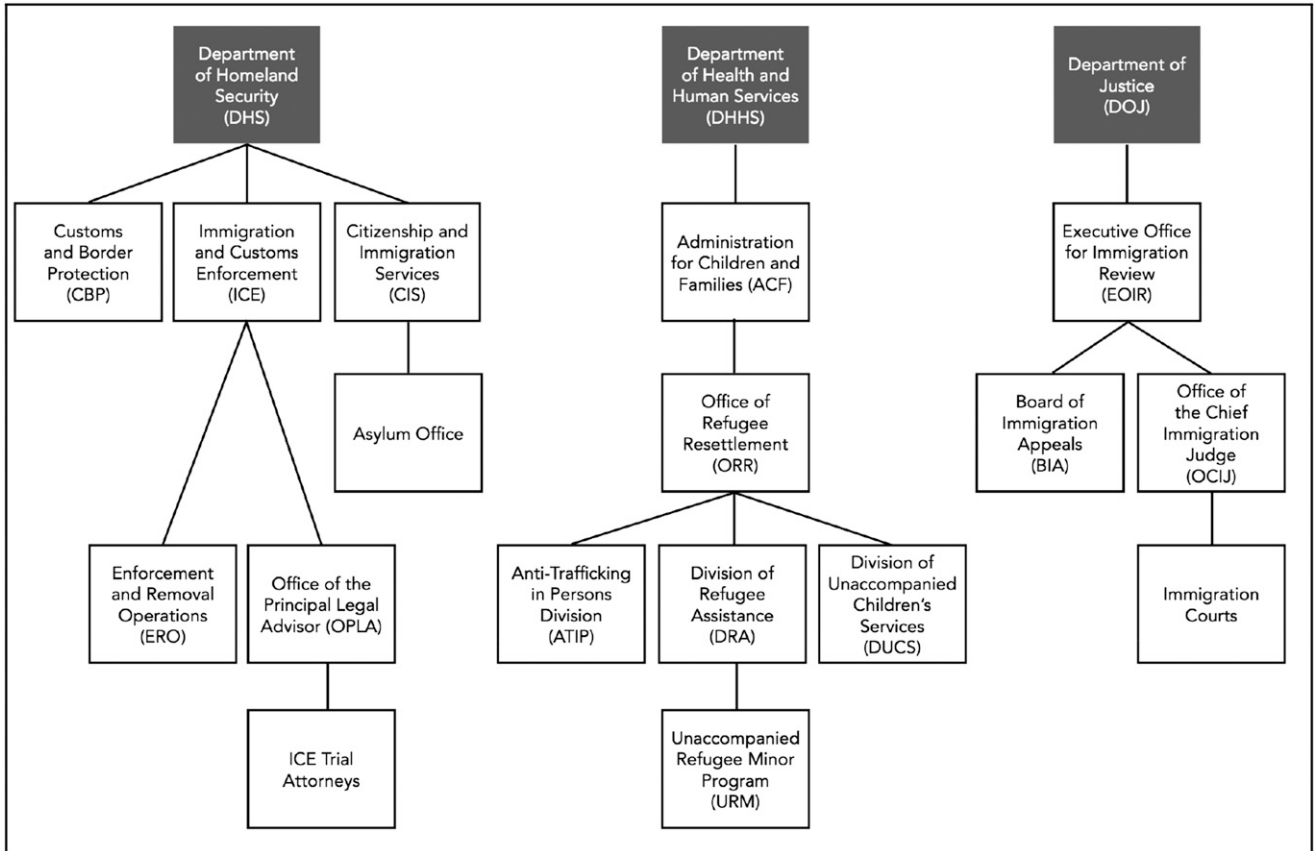 Department
of Homeland
Security
(DHS)
Department
of Health and
Human Services
(DHHS)
Department of
Justice
(DOJ)
Customs
and Border
Protection
(CBP)
Immigration
and Customs
Enforcement
(ICE)
Citizenship and
Immigration
Services
(CIS)
Administration
for Children and
Families (ACF)
Executive Office
for Immigration
Review
(EOIR)
Asylum Office
Office of
Refugee
Resettlement
(ORR)
Board of
Immigration
Appeals
(BIA)
Office of
the Chief
Immigration
Judge
(OCIJ)
Enforcement
and Removal
Operations
(ERO)
Office of the
Principal Legal
Advisor (OPLA)
Anti-Trafficking
in Persons
Division
(ATIP)
Division of
Refugee
Assistance
(DRA)
Division of
Unaccompanied
Children’s
Services
(DUCS)
Immigration
Courts
ICE Trial
Attorneys
Unaccompanied
Refugee Minor
Program
(URM)